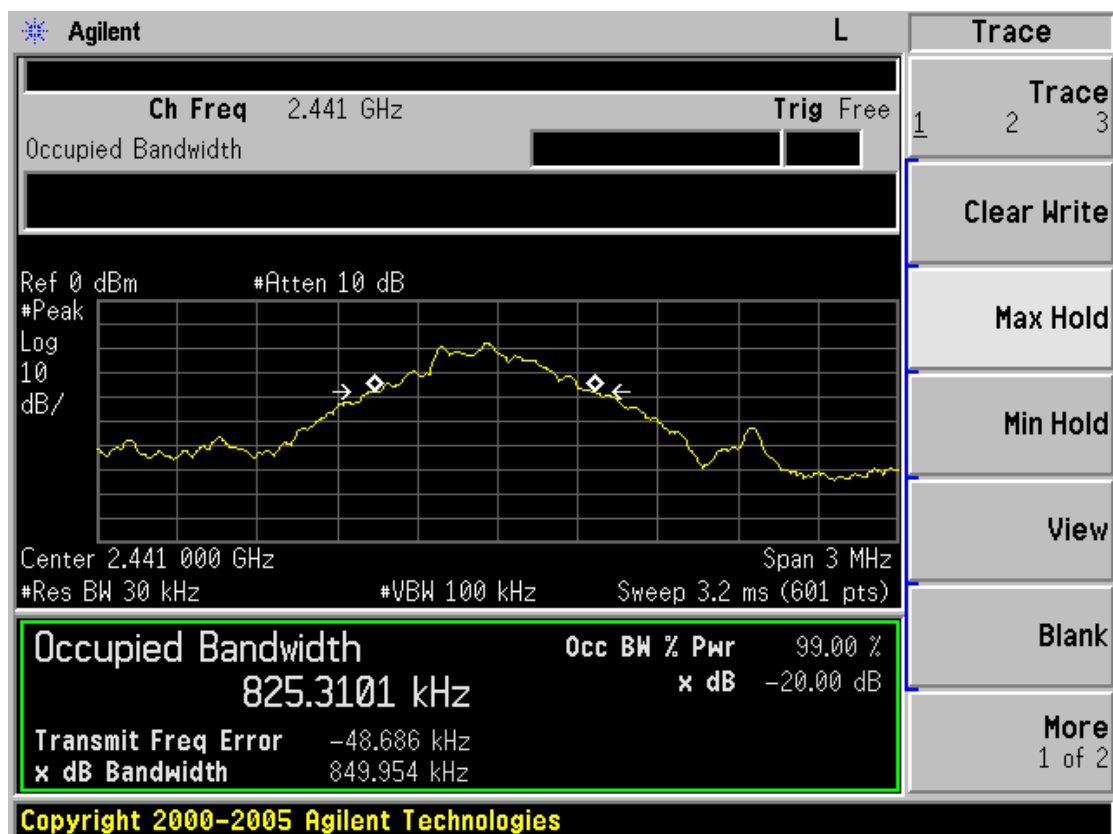 Agilent L Trace
Ch Freq 2.441 GHz Trig Free
Occupied Bandwidth
Trace
1 2 3
Clear Write
Ref 0 dBm #Atten 10 dB
#Peak
Log
10
dB/
Max Hold
Min Hold
View
Center 2.441 000 GHz Span 3 MHz
#Res BW 30 kHz #VBW 100 kHz Sweep 3.2 ms (601 pts)
Occupied Bandwidth Occ BW % Pwr 99.00 %
825.3101 kHz x dB -20.00 dB
Blank
Transmit Freq Error -48.686 kHz
x dB Bandwidth 849.954 kHz
More
1 of 2
Copyright 2000-2005 Agilent Technologies